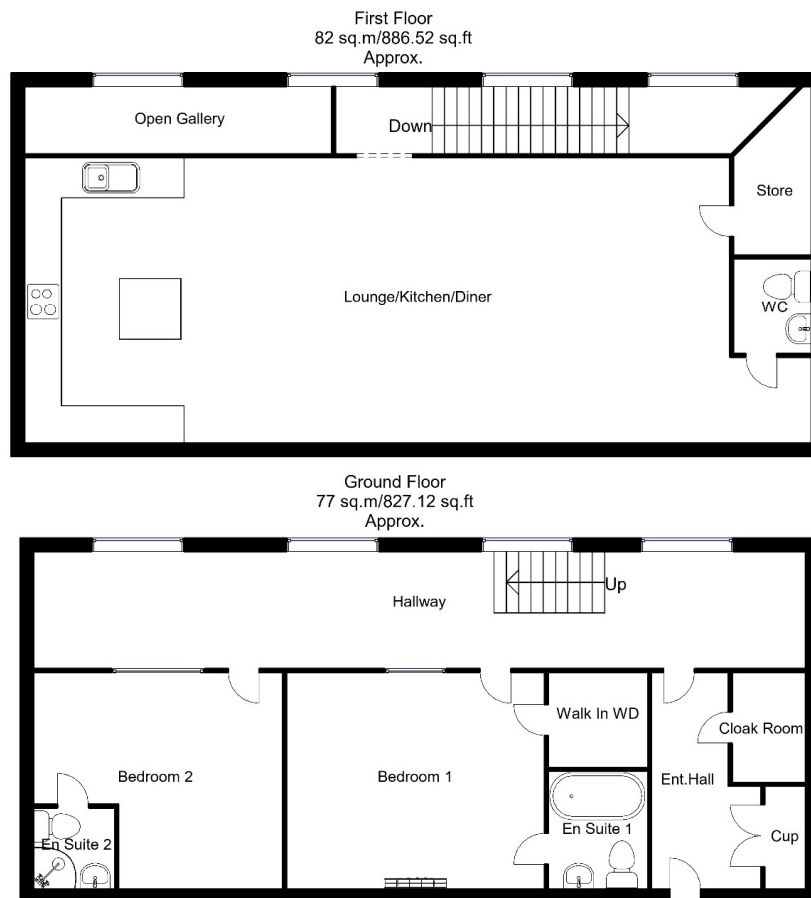 First Floor
82 sq.m/886.52 sq.ft
Approx.
Open Gallery
Down
Store
Lounge/Kitchen/Diner
WC
Ground Floor
77 sq.m/827.12 sq.ft
Approx.
Up
Hallway
Walk In WD
Cloak Room
Bedroom 2
Bedroom 1
Ent.Hall
En Suite 1
Cup
En Suite 2